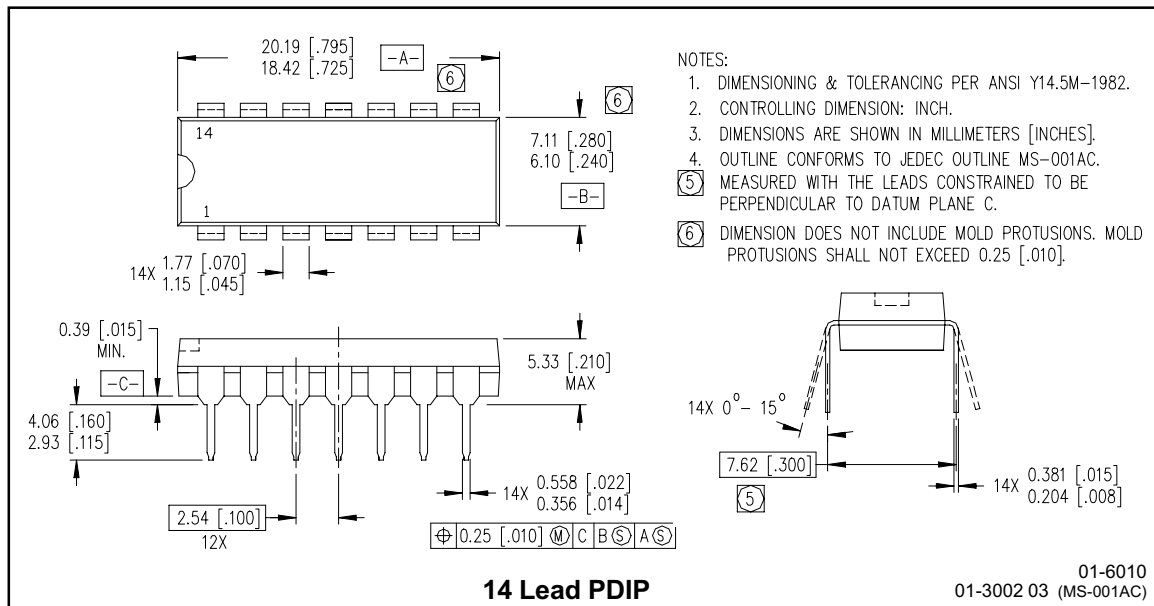 20.19 [.795]
18.42 [.725]
-A-
6
6
14
1
7.11 [.280]
6.10 [.240]
-B-
14X 1.77 [.070]
1.15 [.045]
NOTES:
1. DIMENSIONING & TOLERANCING PER ANSI Y14.5M-1982.
2. CONTROLLING DIMENSION: INCH.
3. DIMENSIONS ARE SHOWN IN MILLIMETERS [INCHES].
4. OUTLINE CONFORMS TO JEDEC OUTLINE MS-001AC.
5 MEASURED WITH THE LEADS CONSTRAINED TO BE
PERPENDICULAR TO DATUM PLANE C.
6 DIMENSION DOES NOT INCLUDE MOLD PROTUSIONS. MOLD
PROTUSIONS SHALL NOT EXCEED 0.25 [.010].
0.39 [.015]
MIN.
-C-
4.06 [.160]
2.93 [.115]
5.33 [.210]
MAX
2.54 [.100]
12X
14X 0.558 [.022]
0.356 [.014]
⌖ 0.25 [.010] Ⓜ C B Ⓢ A Ⓢ
14X 0°- 15°
7.62 [.300]
5
14X 0.381 [.015]
0.204 [.008]
14 Lead PDIP
01-6010
01-3002 03 (MS-001AC)